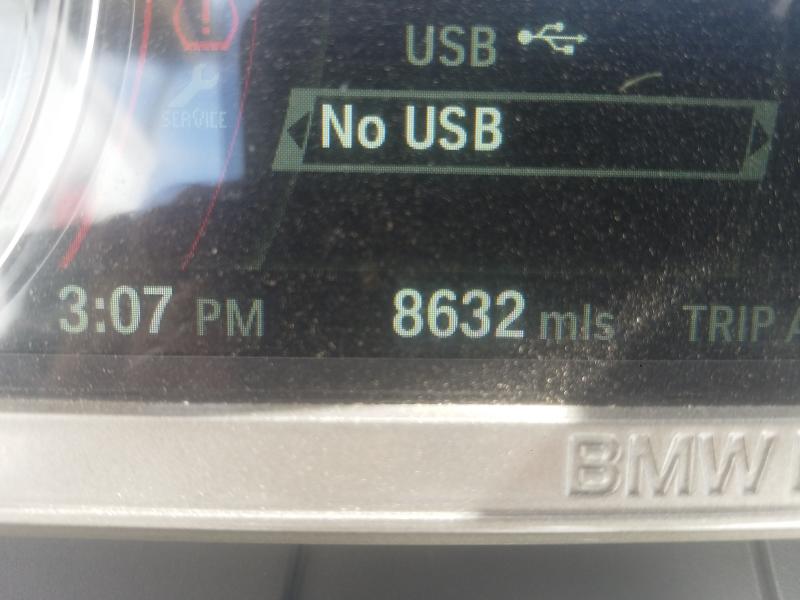 USB
SERVICE
No USB
3:07 PM 8632 mls TRIP
BMW